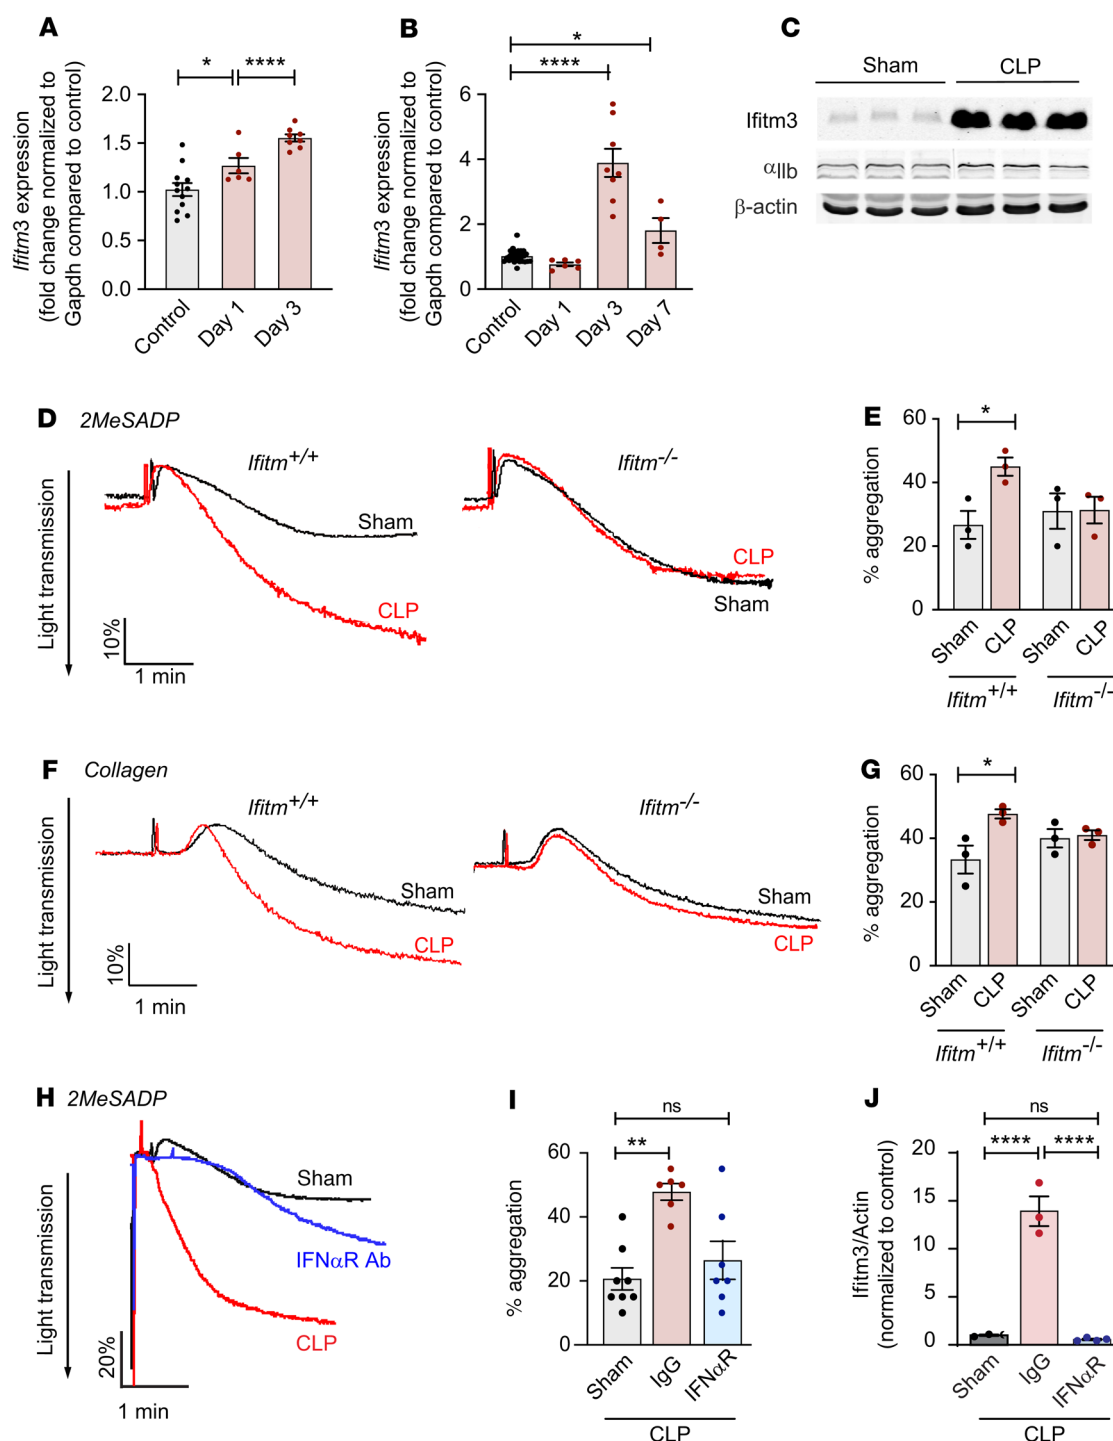 A
Ifitm3 expression
(fold change normalized to
Gapdh compared to control)
* ****
2.0
1.5
1.0
0.5
0.0
Control
Day 1
Day 3
B
Ifitm3 expression
(fold change normalized to
Gapdh compared to control)
*
****
6
4
2
0
Control
Day 1
Day 3
Day 7
C
Sham CLP
Ifitm3
αIIb
β-actin
D 2MeSADP
Light transmission
Ifitm+/+
Sham
CLP
10%
1 min
Ifitm-/-
CLP
Sham
E
% aggregation
*
60
40
20
0
Sham
CLP
Sham
CLP
Ifitm+/+ Ifitm-/-
F Collagen
Light transmission
Ifitm+/+
Sham
CLP
10%
1 min
Ifitm-/-
Sham
CLP
G
% aggregation
*
60
40
20
0
Sham
CLP
Sham
CLP
Ifitm+/+ Ifitm-/-
H 2MeSADP
Light transmission
Sham
IFNαR Ab
CLP
20%
1 min
I
% aggregation
ns
**
60
40
20
0
Sham
IgG
IFNαR
CLP
J
Ifitm3/Actin
(normalized to control)
ns
**** ****
20
15
10
5
0
Sham
IgG
IFNαR
CLP